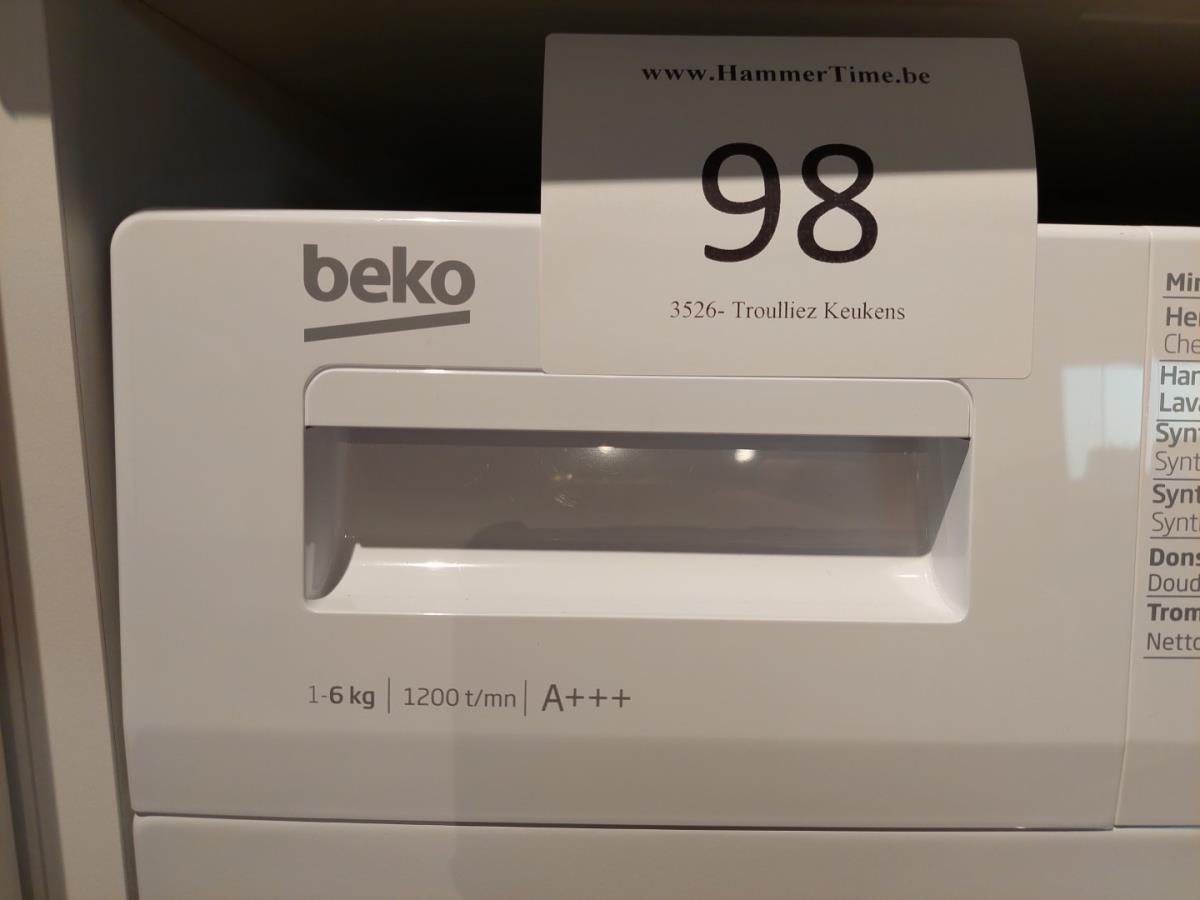 www.HammerTime.be
98
3526- Troulliez Keukens
beko
1-6 kg | 1200 t/mn | A+++